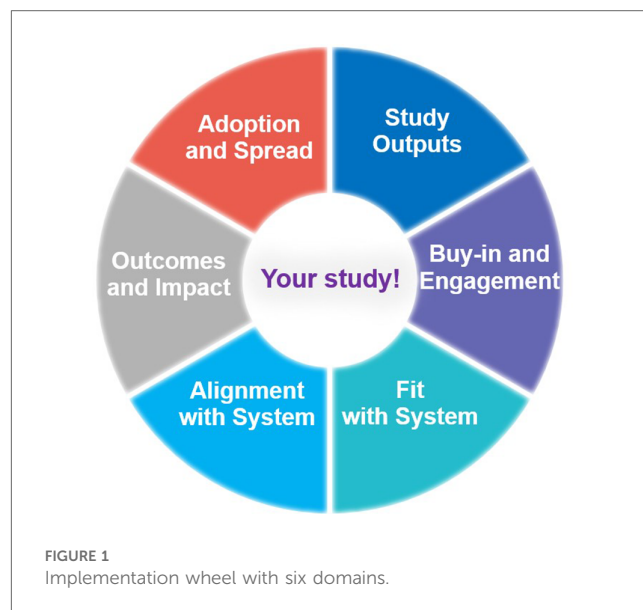 Adoption
and Spread
Study
Outputs
Buy-in and
Engagement
Fit
with System
Alignment
with System
Outcomes
and Impact
Your study!
FIGURE 1
Implementation wheel with six domains.